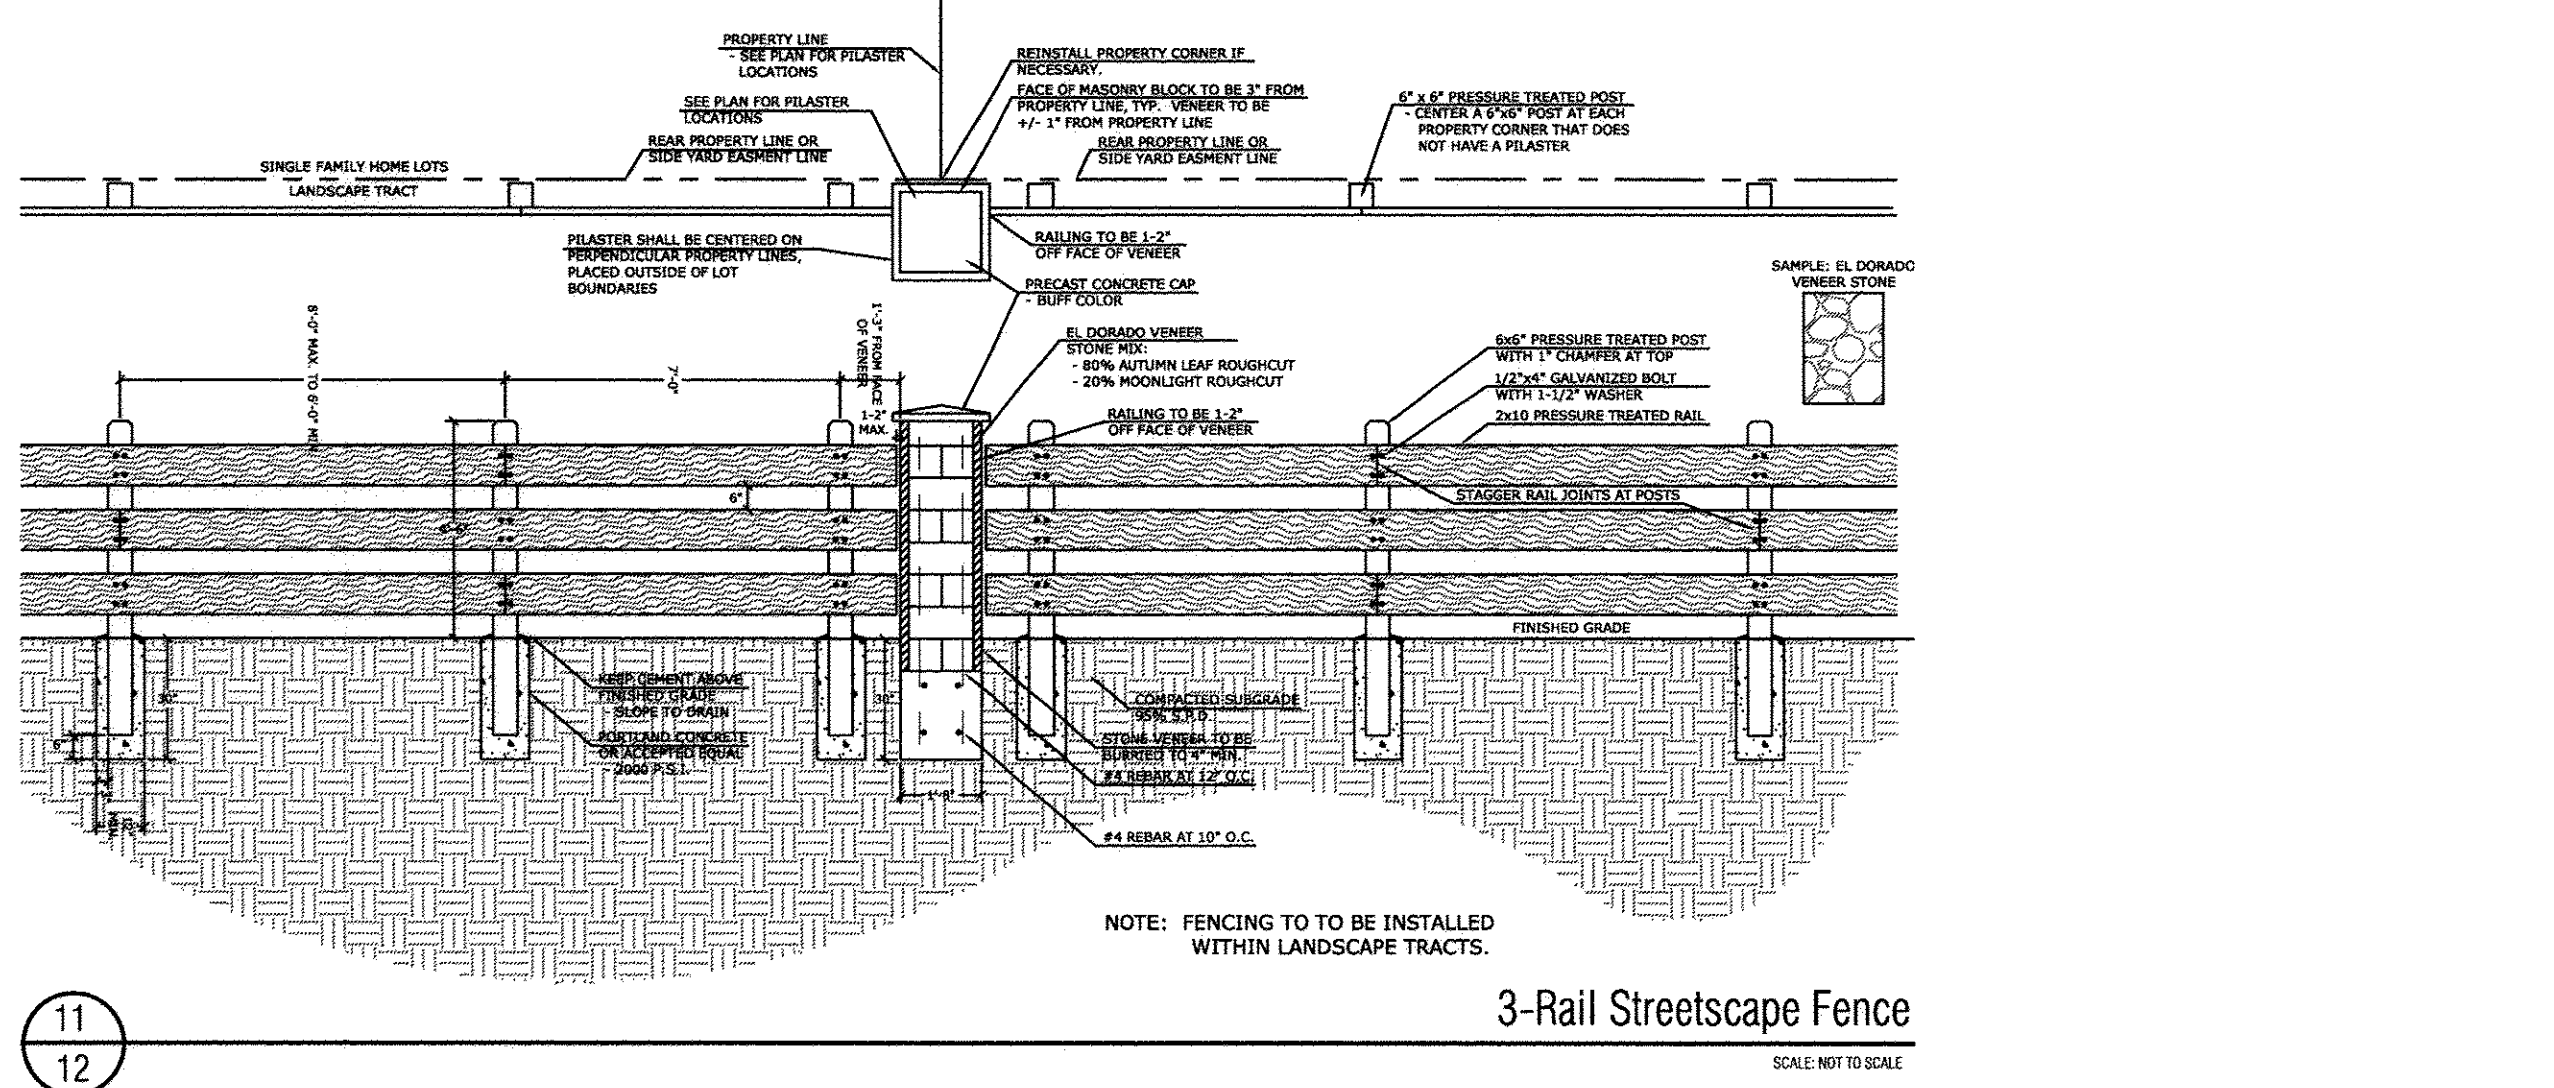 PROPERTY LINE
- SEE PLAN FOR PILASTER
LOCATIONS
REINSTALL PROPERTY CORNER IF
NECESSARY.
SEE PLAN FOR PILASTER
LOCATIONS
FACE OF MASONRY BLOCK TO BE 3" FROM
PROPERTY LINE, TYP. VENEER TO BE
+/- 1" FROM PROPERTY LINE
6" x 6" PRESSURE TREATED POST
- CENTER A 6"x6" POST AT EACH
PROPERTY CORNER THAT DOES
NOT HAVE A PILASTER
REAR PROPERTY LINE OR
SIDE YARD EASMENT LINE
REAR PROPERTY LINE OR
SIDE YARD EASMENT LINE
SINGLE FAMILY HOME LOTS
LANDSCAPE TRACT
PILASTER SHALL BE CENTERED ON
PERPENDICULAR PROPERTY LINES,
PLACED OUTSIDE OF LOT
BOUNDARIES
RAILING TO BE 1-2"
OFF FACE OF VENEER
PRECAST CONCRETE CAP
- BUFF COLOR
SAMPLE: EL DORADO
VENEER STONE
8'-0" MAX. TO 6'-0" MIN.
7'-0"
1'-3" FROM FACE
OF VENEER
1-2"
MAX.
EL DORADO VENEER
STONE MIX:
- 80% AUTUMN LEAF ROUGHCUT
- 20% MOONLIGHT ROUGHCUT
RAILING TO BE 1-2"
OFF FACE OF VENEER
6x6" PRESSURE TREATED POST
WITH 1" CHAMFER AT TOP
1/2"x4" GALVANIZED BOLT
WITH 1-1/2" WASHER
2x10 PRESSURE TREATED RAIL
6"
STAGGER RAIL JOINTS AT POSTS
FINISHED GRADE
KEEP CEMENT ABOVE
FINISHED GRADE
- SLOPE TO DRAIN
PORTLAND CONCRETE
OR ACCEPTED EQUAL
- 2000 P.S.I.
30"
6"
12"
MIN.
30"
1'-8"
COMPACTED SUBGRADE
95% S.P.D.
STONE VENEER TO BE
BURRIED TO 4" MIN.
#4 REBAR AT 12" O.C.
#4 REBAR AT 10" O.C.
NOTE: FENCING TO TO BE INSTALLED
WITHIN LANDSCAPE TRACTS.
11
12
3-Rail Streetscape Fence
SCALE: NOT TO SCALE